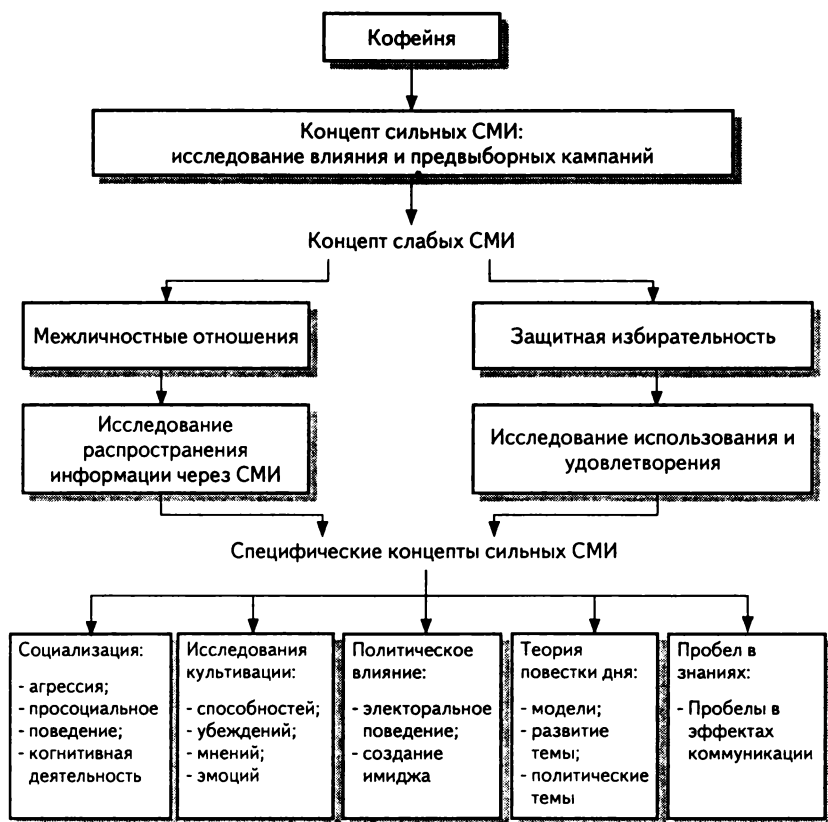 Кофейня
Концепт сильных СМИ:
исследование влияния и предвыборных кампаний
Концепт слабых СМИ
Межличностные отношения
Защитная избирательность
Исследование
распространения
информации через СМИ
Исследование использования и
удовлетворения
Специфические концепты сильных СМИ
Социализация:
- агрессия;
- просоциальное
- поведение;
- когнитивная
деятельность
Исследования
культивации:
- способностей;
- убеждений;
- мнений;
- эмоций
Политическое
влияние:
- электоральное
поведение;
- создание
имиджа
Теория
повестки дня:
- модели;
- развитие
темы;
- политические
темы
Пробел в
знаниях:
- Пробелы в
эффектах
коммуникации